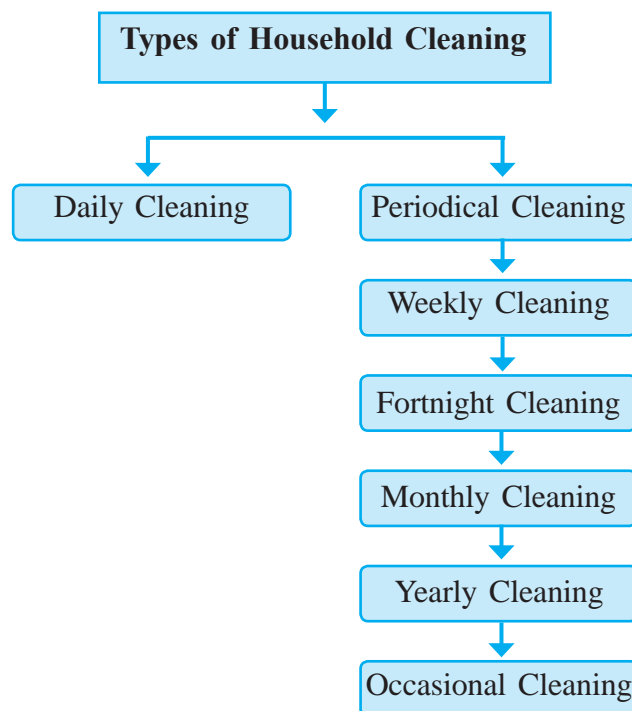 Types of Household Cleaning
Daily Cleaning
Periodical Cleaning
Weekly Cleaning
Fortnight Cleaning
Monthly Cleaning
Yearly Cleaning
Occasional Cleaning